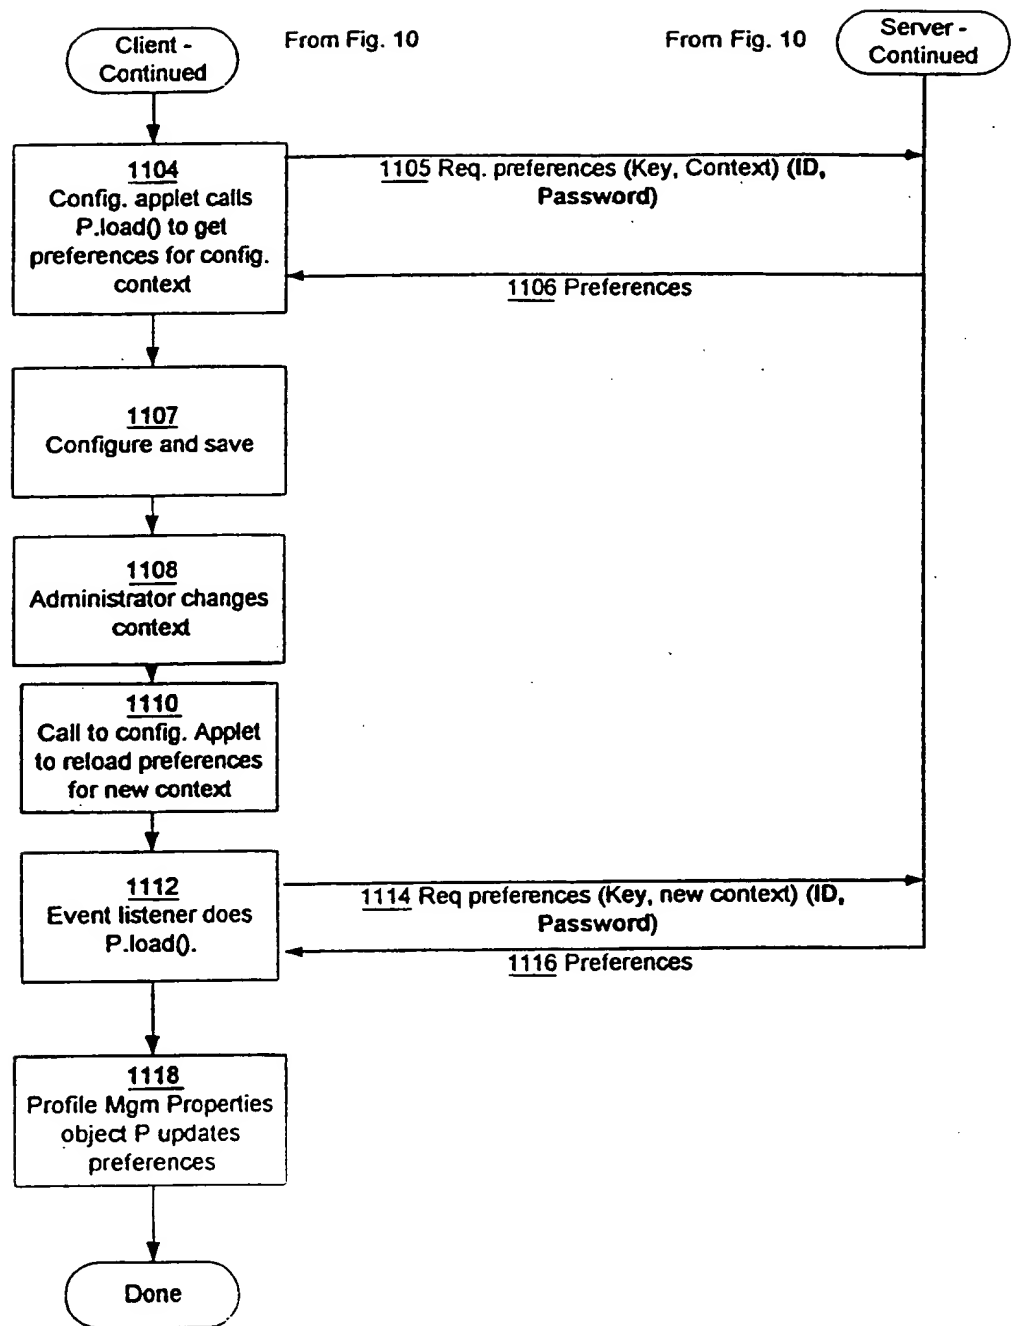 Client -
Continued
From Fig. 10
From Fig. 10
Server -
Continued
1104
Config. applet calls
P.load() to get
preferences for config.
context
1105 Req. preferences (Key, Context) (ID,
Password)
1106 Preferences
1107
Configure and save
1108
Administrator changes
context
1110
Call to config. Applet
to reload preferences
for new context
1112
Event listener does
P.load().
1114 Req preferences (Key, new context) (ID,
Password)
1116 Preferences
1118
Profile Mgm Properties
object P updates
preferences
Done